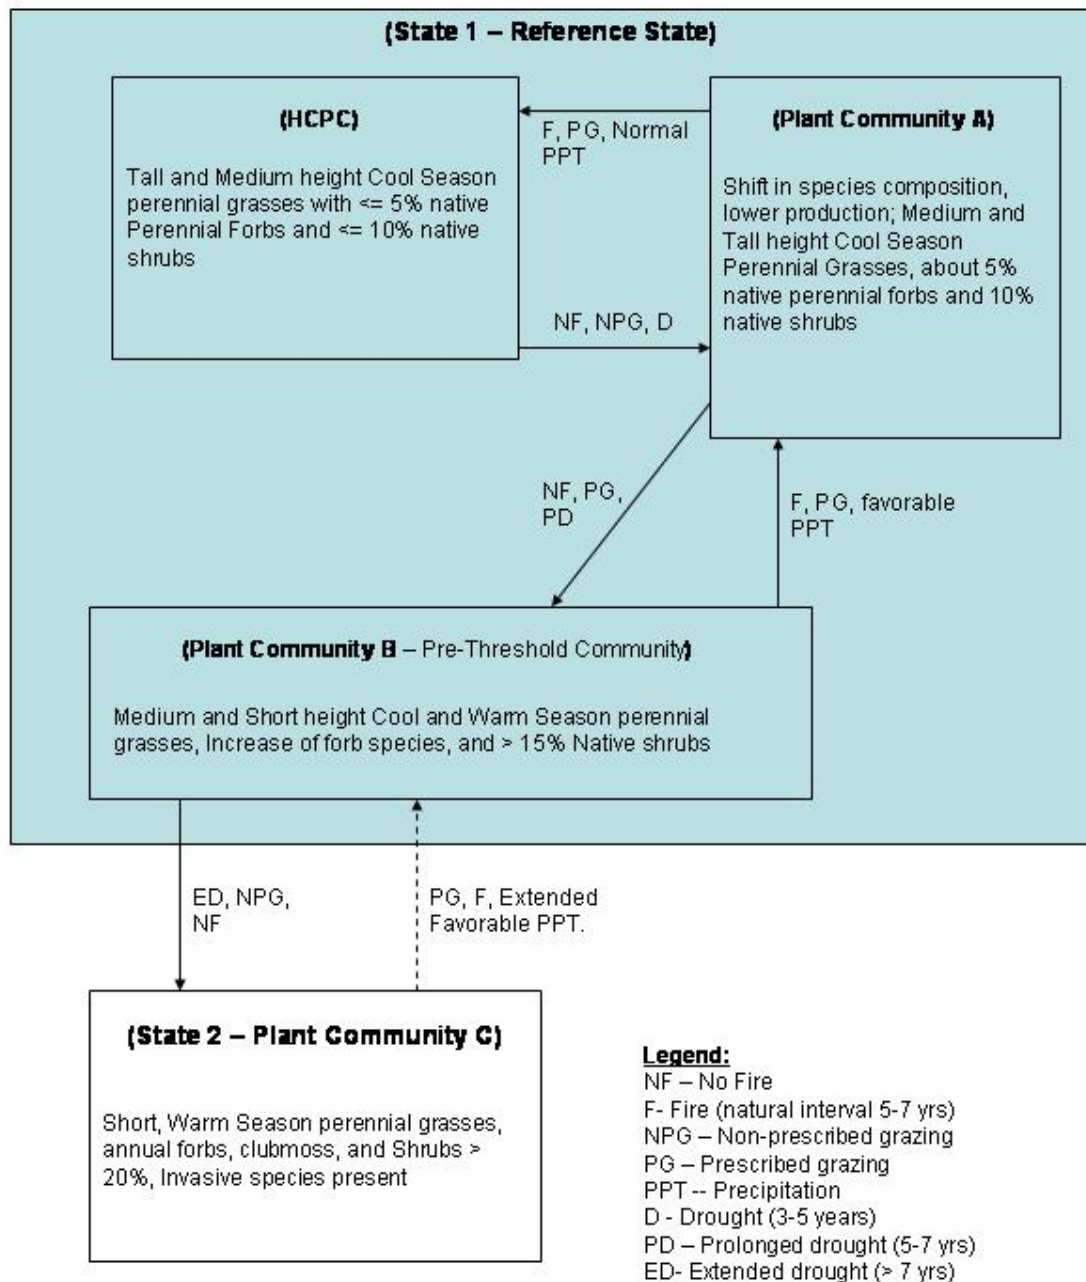 (State 1 – Reference State)
(HCPC)
Tall and Medium height Cool Season
perennial grasses with <= 5% native
Perennial Forbs and <= 10% native
shrubs
F, PG, Normal
PPT
(Plant Community A)
Shift in species composition,
lower production; Medium and
Tall height Cool Season
Perennial Grasses, about 5%
native perennial forbs and 10%
native shrubs
NF, NPG, D
NF, PG,
PD
F, PG, favorable
PPT
(Plant Community B – Pre-Threshold Community)
Medium and Short height Cool and Warm Season perennial
grasses, Increase of forb species, and > 15% Native shrubs
ED, NPG,
NF
PG, F, Extended
Favorable PPT.
(State 2 – Plant Community C)
Short, Warm Season perennial grasses,
annual forbs, clubmoss, and Shrubs >
20%, Invasive species present
Legend:
NF – No Fire
F- Fire (natural interval 5-7 yrs)
NPG – Non-prescribed grazing
PG – Prescribed grazing
PPT -- Precipitation
D - Drought (3-5 years)
PD – Prolonged drought (5-7 yrs)
ED- Extended drought (> 7 yrs)